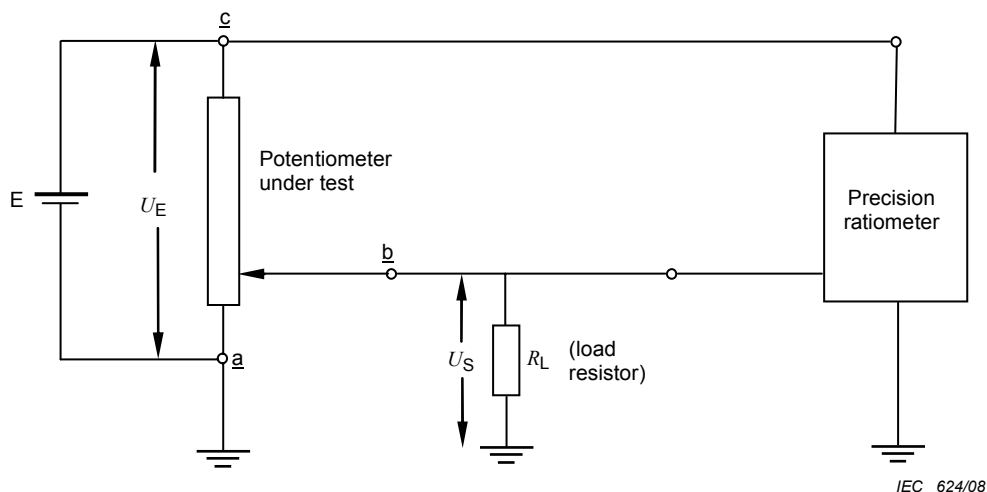 c
E
U_E
Potentiometer
under test
b
Precision
ratiometer
a
U_S
R_L
(load
resistor)
IEC 624/08